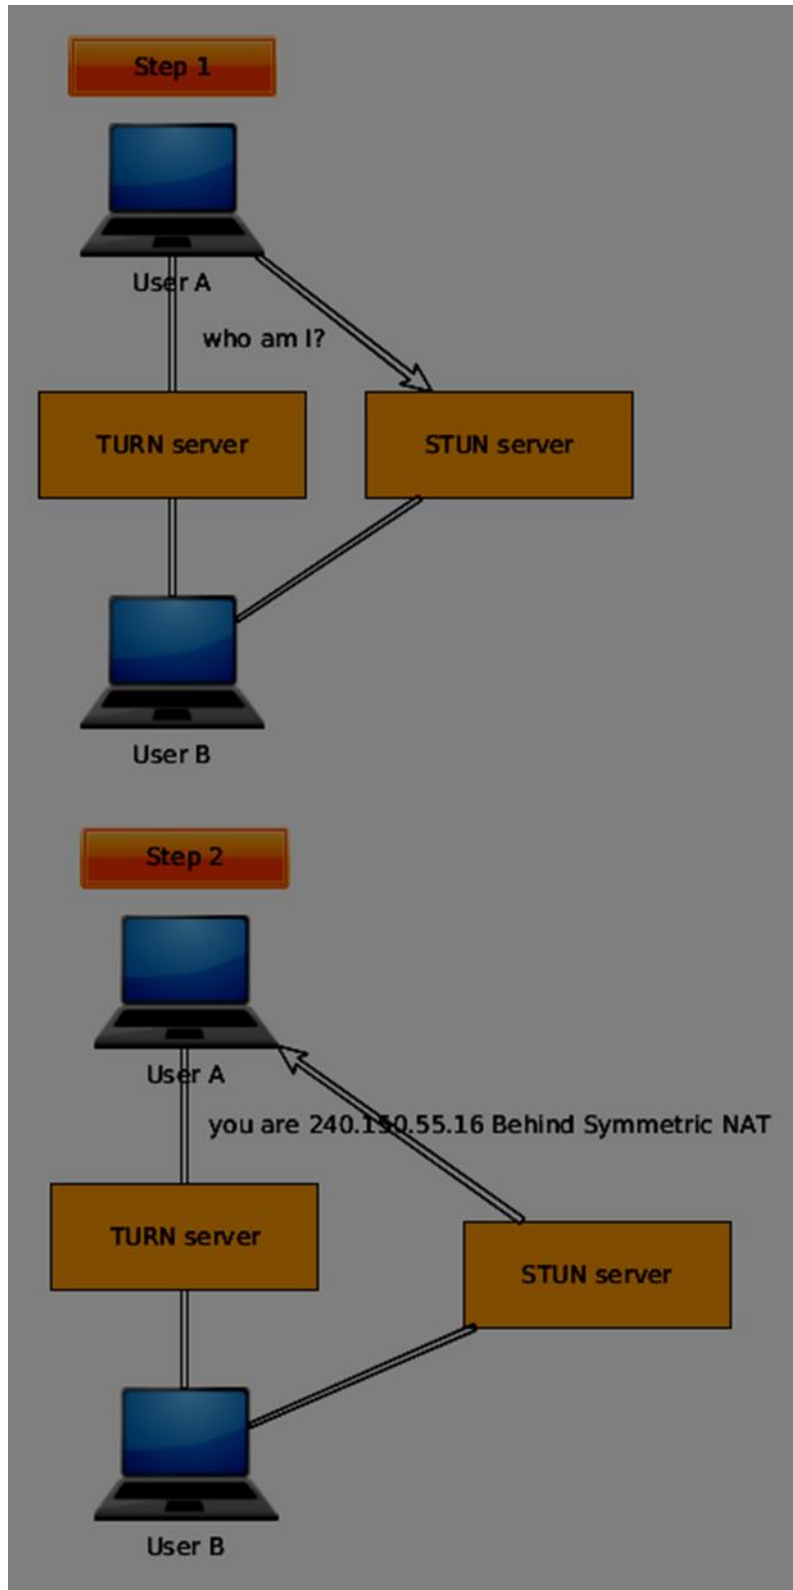 Step 1
User A
who am I?
TURN server
STUN server
User B
Step 2
User A
you are 240.150.55.16 Behind Symmetric NAT
TURN server
STUN server
User B